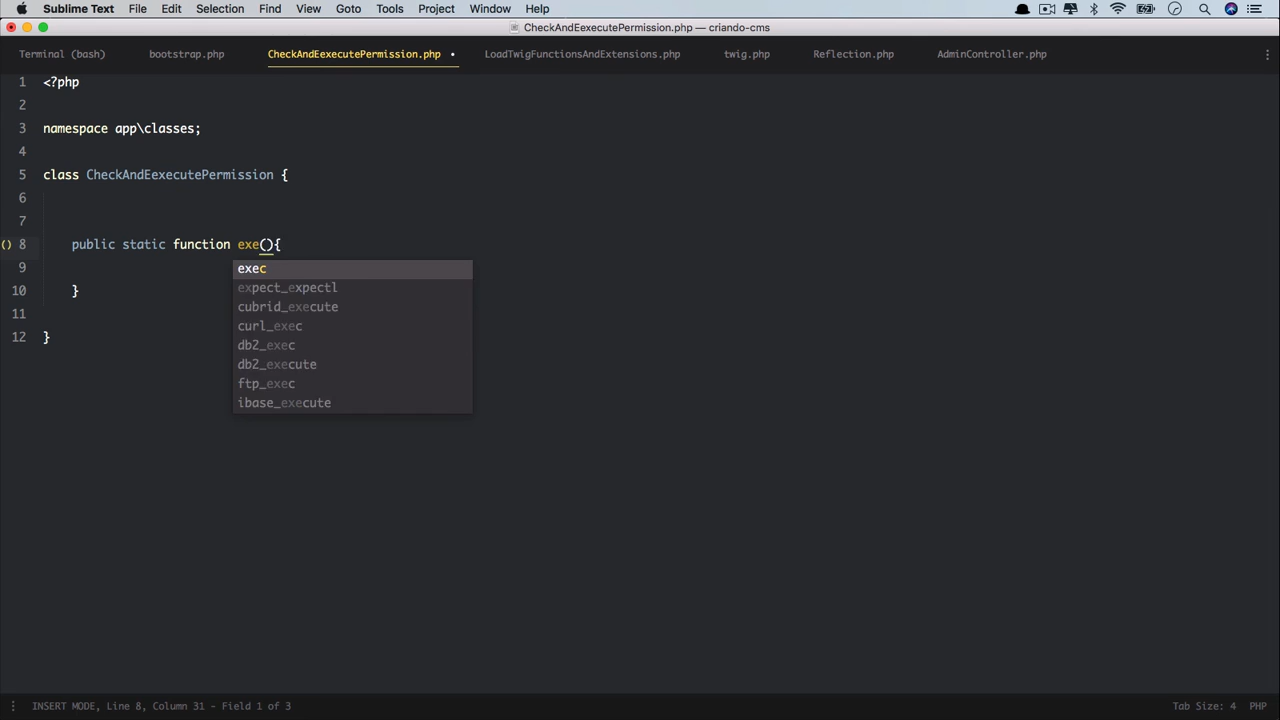 Sublime Text File Edit Selection Find View Goto Tools Project Window Help
CheckAndEexecutePermission.php — criando-cms
Terminal (bash) bootstrap.php CheckAndEexecutePermission.php • LoadTwigFunctionsAndExtensions.php twig.php Reflection.php AdminController.php
1 <?php
2
3 namespace app\classes;
4
5 class CheckAndEexecutePermission {
6
7
() 8 public static function exe(){
9
exec
10 }
expect_expectl
cubrid_execute
11
curl_exec
12 }
db2_exec
db2_execute
ftp_exec
ibase_execute
INSERT MODE, Line 8, Column 31 - Field 1 of 3 Tab Size: 4 PHP